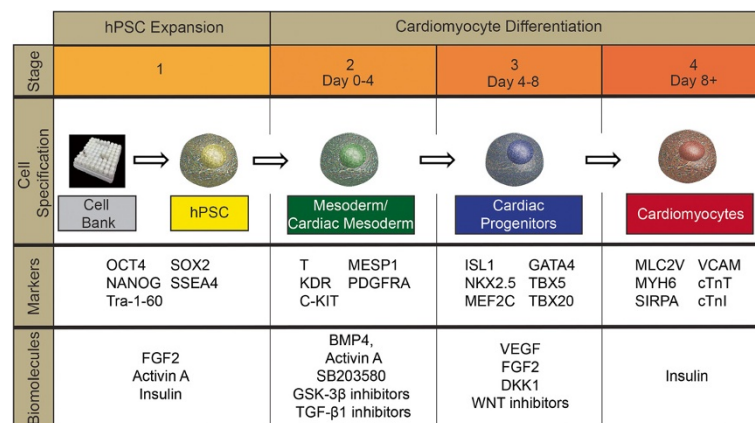 hPSC Expansion
Cardiomyocyte Differentiation
Stage
1
2
Day 0-4
3
Day 4-8
4
Day 8+
Cell
Specification
Cell
Bank
hPSC
Mesoderm/
Cardiac Mesoderm
Cardiac
Progenitors
Cardiomyocytes
Markers
OCT4 SOX2
NANOG SSEA4
Tra-1-60
T MESP1
KDR PDGFRA
C-KIT
ISL1 GATA4
NKX2.5 TBX5
MEF2C TBX20
MLC2V VCAM
MYH6 cTnT
SIRPA cTnI
Biomolecules
FGF2
Activin A
Insulin
BMP4,
Activin A
SB203580
GSK-3β inhibitors
TGF-β1 inhibitors
VEGF
FGF2
DKK1
WNT inhibitors
Insulin